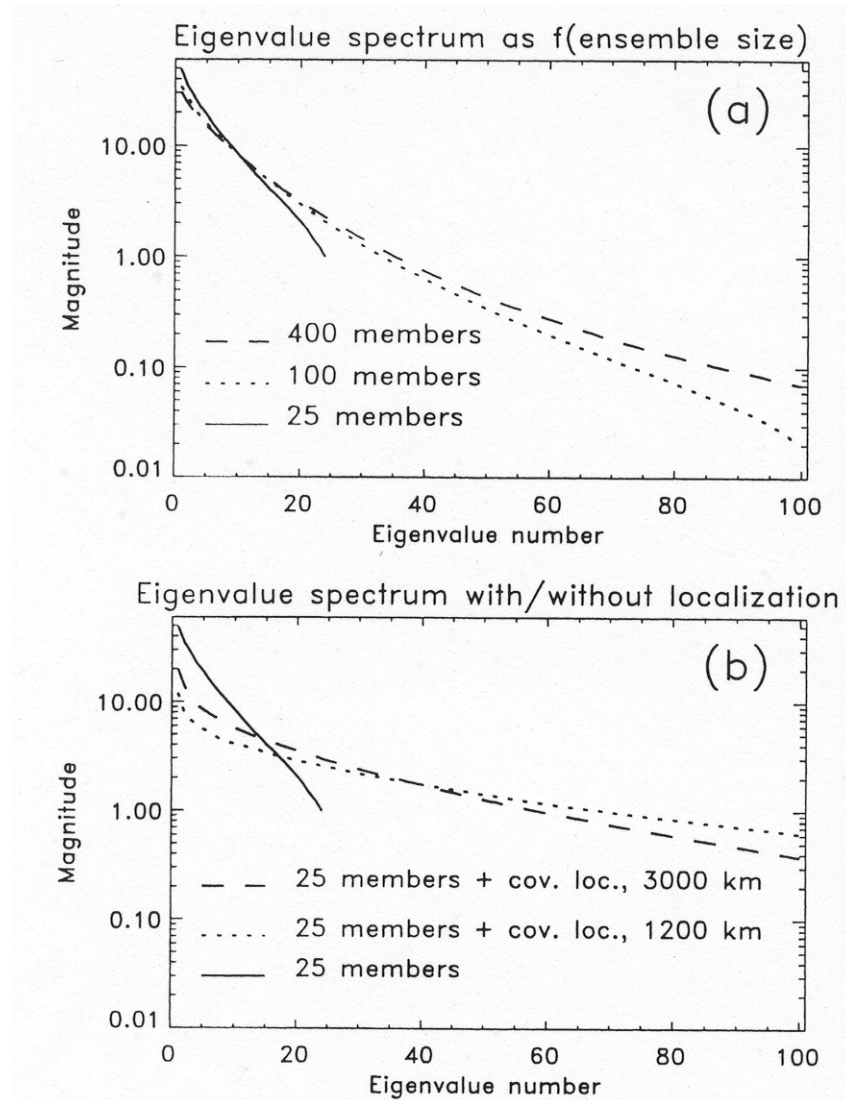 Eigenvalue spectrum as f(ensemble size)
(a)
10.00
1.00
0.10
0.01
Magnitude
400 members
100 members
25 members
0 20 40 60 80 100
Eigenvalue number
Eigenvalue spectrum with/without localization
(b)
10.00
1.00
0.10
0.01
Magnitude
25 members + cov. loc., 3000 km
25 members + cov. loc., 1200 km
25 members
0 20 40 60 80 100
Eigenvalue number